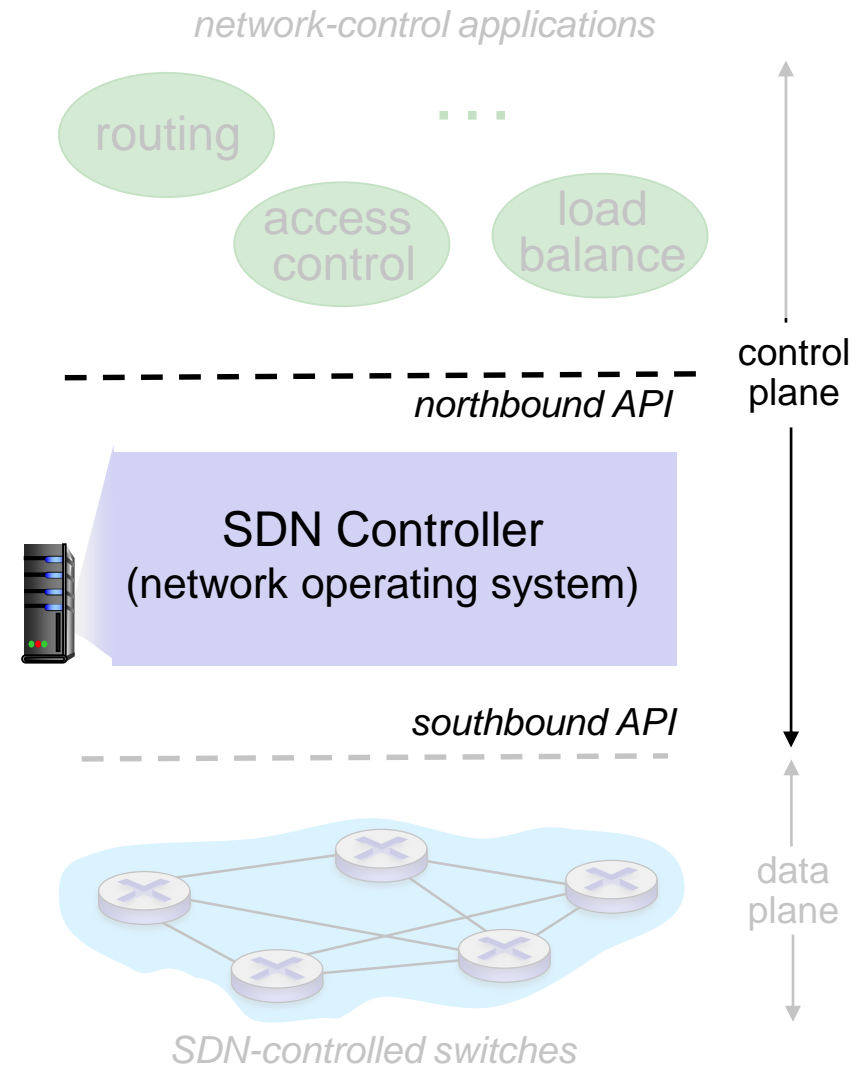 network-control applications
routing
...
access
control
load
balance
control
plane
northbound API
SDN Controller
(network operating system)
southbound API
data
plane
SDN-controlled switches